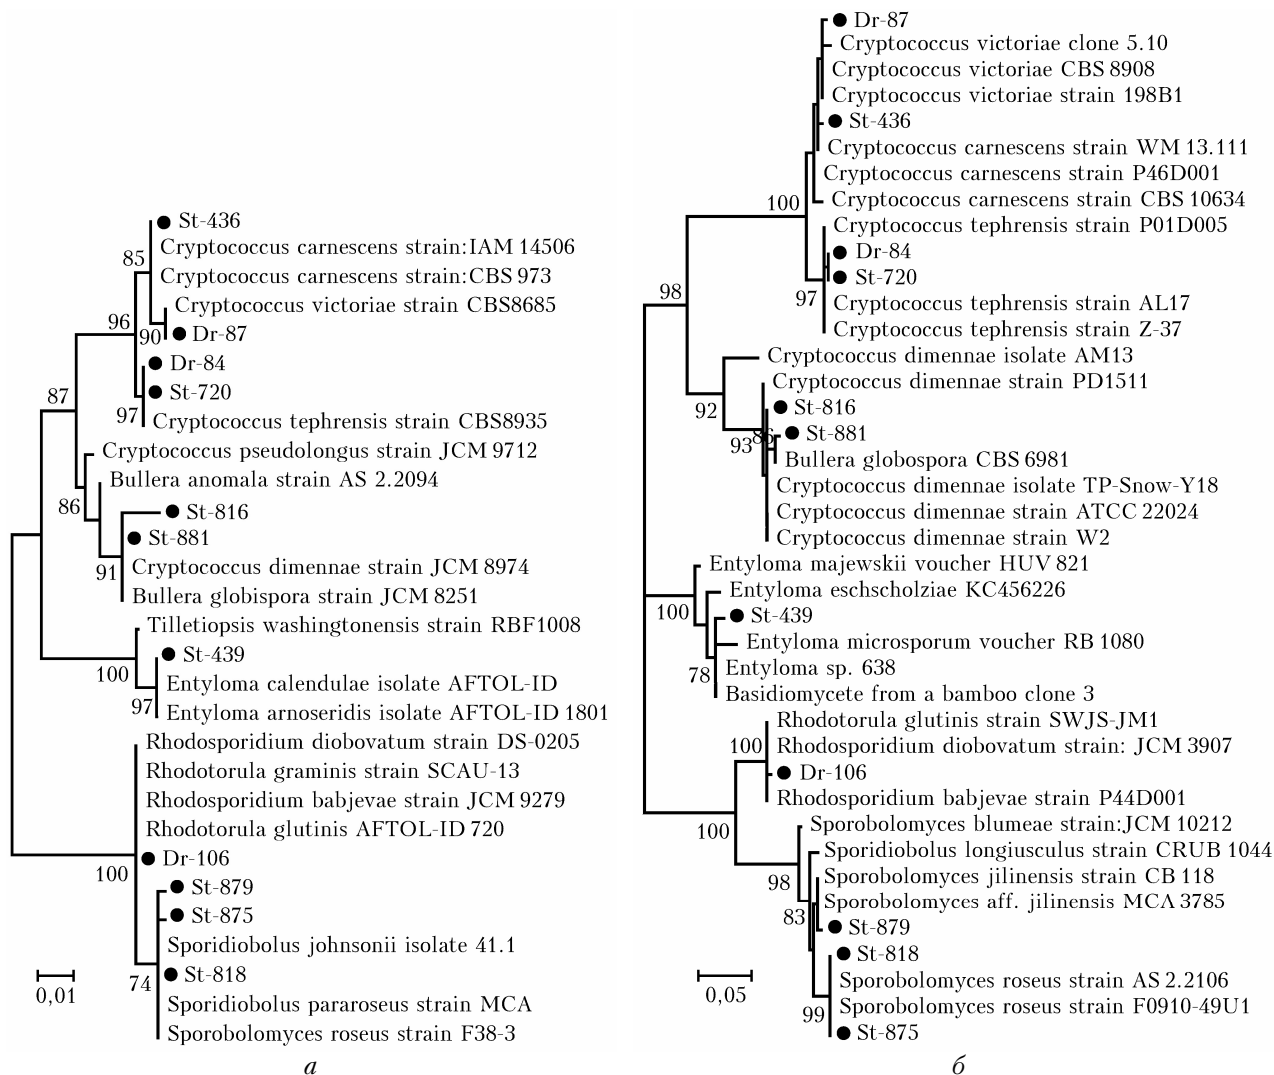 St-436
Cryptococcus carnescens strain:IAM 14506
85
Cryptococcus carnescens strain:CBS 973
Cryptococcus victoriae strain CBS8685
96
90
Dr-87
Dr-84
87
St-720
97
Cryptococcus tephrensis strain CBS8935
Cryptococcus pseudolongus strain JCM 9712
Bullera anomala strain AS 2.2094
86
St-816
St-881
91
Cryptococcus dimennae strain JCM 8974
Bullera globispora strain JCM 8251
Tilletiopsis washingtonensis strain RBF1008
St-439
100
Entyloma calendulae isolate AFTOL-ID
97
Entyloma arnoseridis isolate AFTOL-ID 1801
Rhodosporidium diobovatum strain DS-0205
Rhodotorula graminis strain SCAU-13
Rhodosporidium babjevae strain JCM 9279
Rhodotorula glutinis AFTOL-ID 720
Dr-106
100
St-879
St-875
Sporidiobolus johnsonii isolate 41.1
St-818
74
Sporidiobolus pararoseus strain MCA
Sporobolomyces roseus strain F38-3
0,01
а
Dr-87
Cryptococcus victoriae clone 5.10
Cryptococcus victoriae CBS 8908
Cryptococcus victoriae strain 198B1
St-436
Cryptococcus carnescens strain WM 13.111
Cryptococcus carnescens strain P46D001
Cryptococcus carnescens strain CBS 10634
100
Cryptococcus tephrensis strain P01D005
Dr-84
St-720
98
97
Cryptococcus tephrensis strain AL17
Cryptococcus tephrensis strain Z-37
Cryptococcus dimennae isolate AM13
Cryptococcus dimennae strain PD1511
92
St-816
St-881
93
86
Bullera globospora CBS 6981
Cryptococcus dimennae isolate TP-Snow-Y18
Cryptococcus dimennae strain ATCC 22024
Cryptococcus dimennae strain W2
Entyloma majewskii voucher HUV 821
Entyloma eschscholziae KC456226
100
St-439
Entyloma microsporum voucher RB 1080
Entyloma sp. 638
78
Basidiomycete from a bamboo clone 3
Rhodotorula glutinis strain SWJS-JM1
100
Rhodosporidium diobovatum strain: JCM 3907
Dr-106
Rhodosporidium babjevae strain P44D001
100
Sporobolomyces blumeae strain:JCM 10212
Sporidiobolus longiusculus strain CRUB 1044
98
Sporobolomyces jilinensis strain CB 118
Sporobolomyces aff. jilinensis MCA 3785
83
St-879
St-818
Sporobolomyces roseus strain AS 2.2106
Sporobolomyces roseus strain F0910-49U1
99
St-875
0,05
б